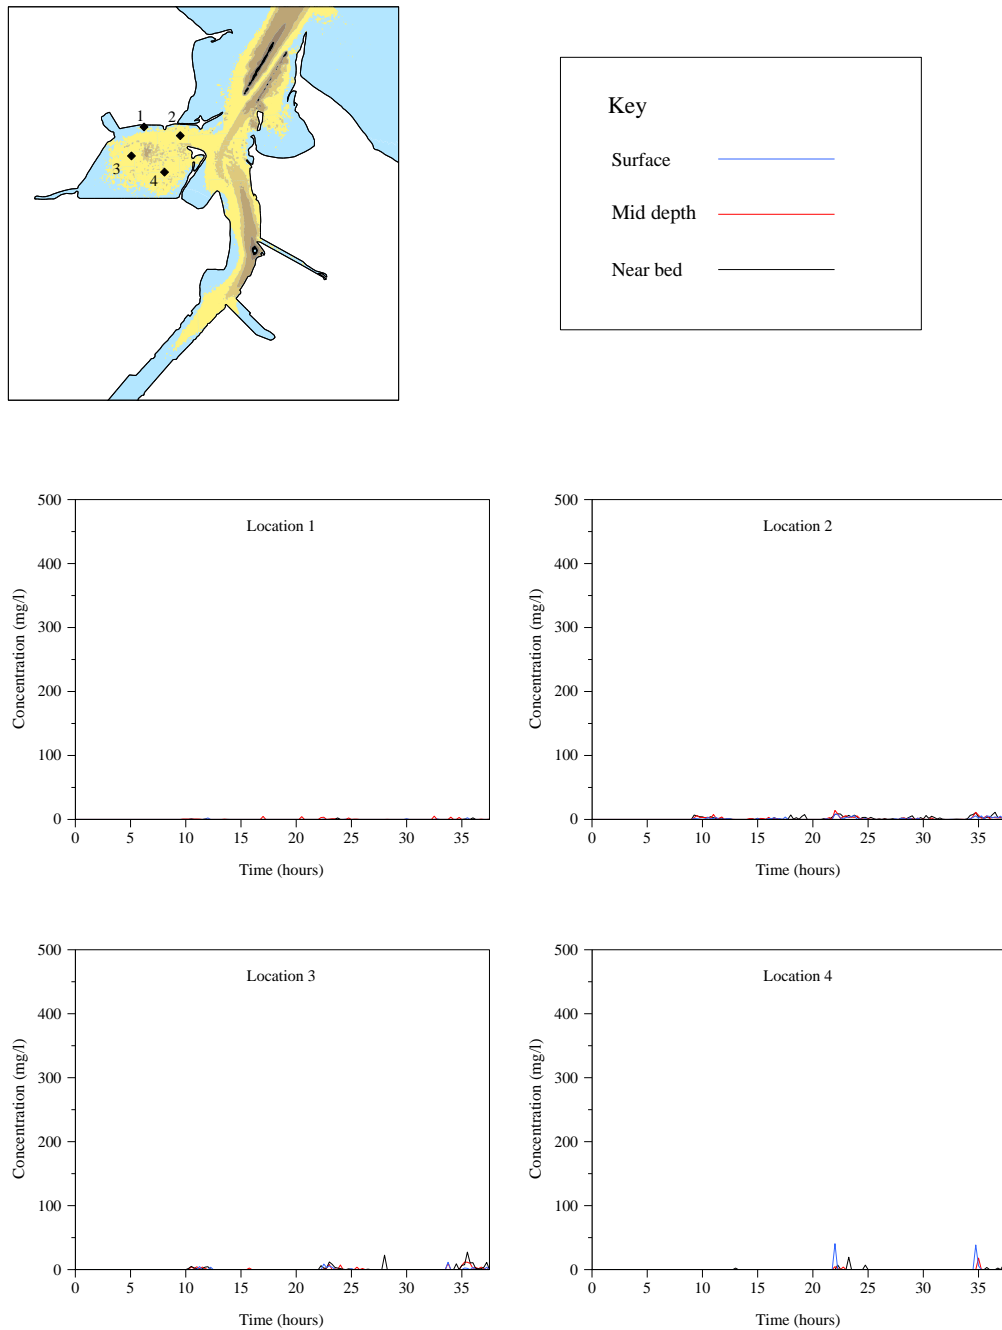 1
2
3
4
Key
Surface
Mid depth
Near bed
500
400
300
200
100
0
Concentration (mg/l)
Location 1
0 5 10 15 20 25 30 35
Time (hours)
500
400
300
200
100
0
Concentration (mg/l)
Location 2
0 5 10 15 20 25 30 35
Time (hours)
500
400
300
200
100
0
Concentration (mg/l)
Location 3
0 5 10 15 20 25 30 35
Time (hours)
500
400
300
200
100
0
Concentration (mg/l)
Location 4
0 5 10 15 20 25 30 35
Time (hours)